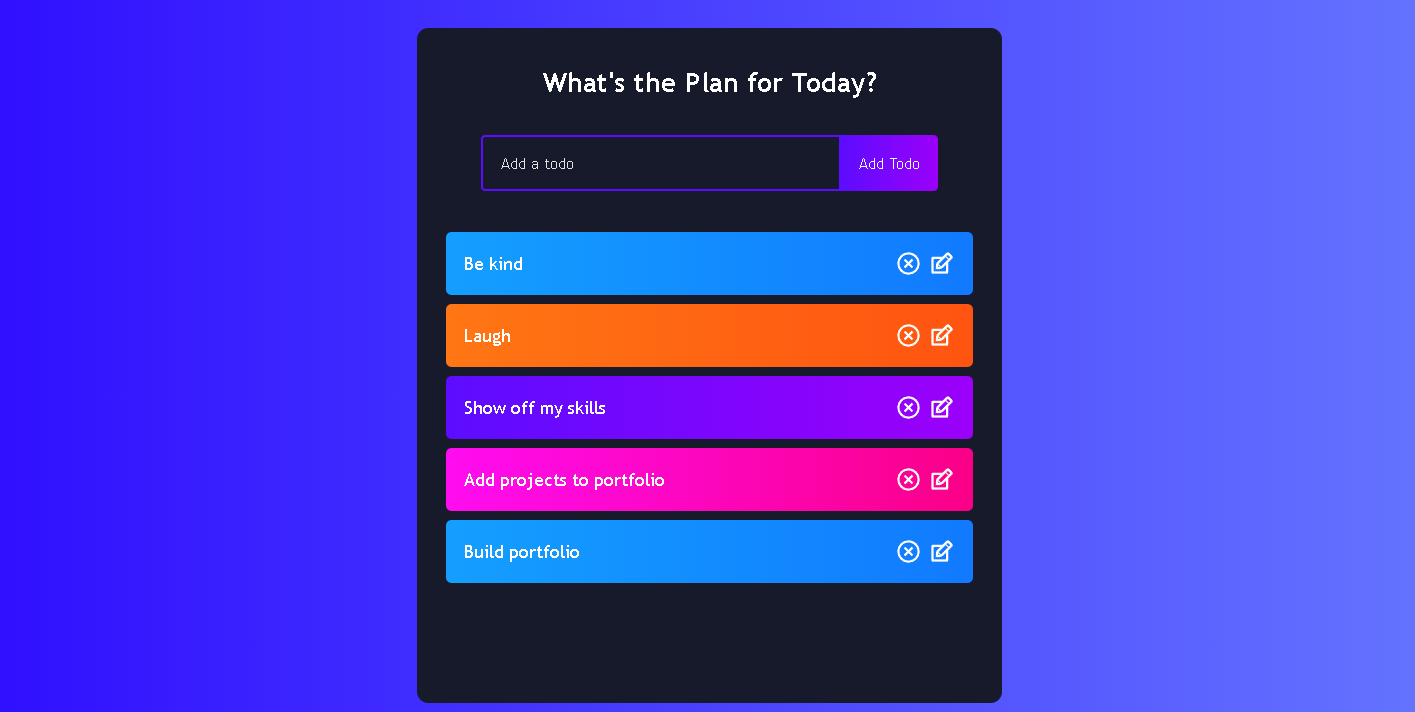 What's the Plan for Today?
Add a todo
Add Todo
Be kind
Laugh
Show off my skills
Add projects to portfolio
Build portfolio